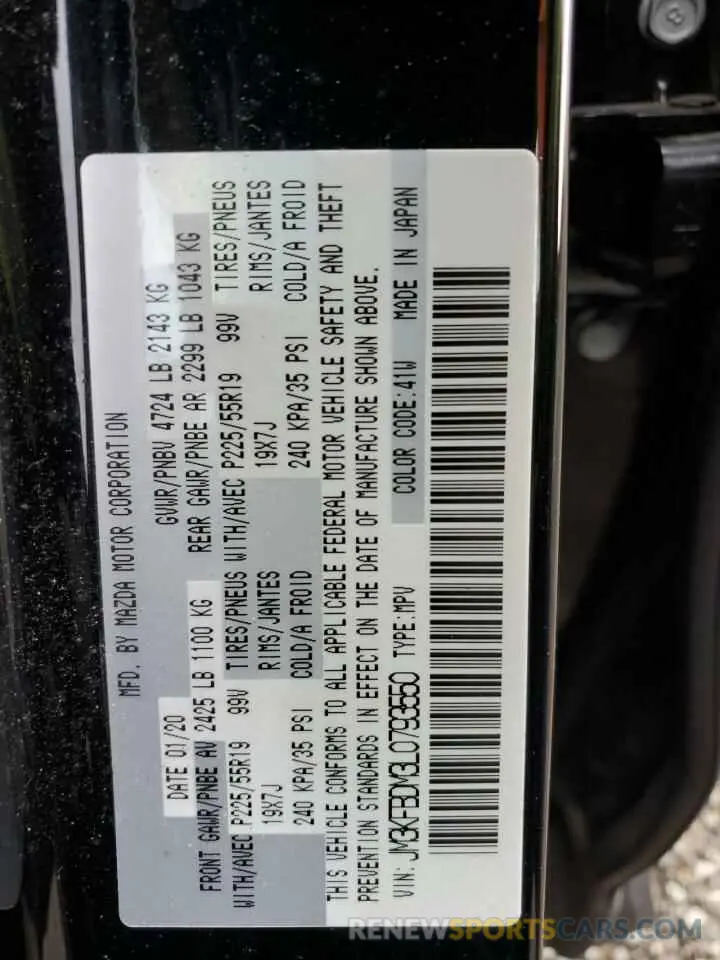 MFD. BY MAZDA MOTOR CORPORATION
DATE 01/20 GVWR/PNBV 4724 LB 2143 KG
FRONT GAWR/PNBE AV 2425 LB 1100 KG REAR GAWR/PNBE AR 2299 LB 1043 KG
WITH/AVEC P225/55R19 99V TIRES/PNEUS WITH/AVEC P225/55R19 99V TIRES/PNEUS
19X7J RIMS/JANTES 19X7J RIMS/JANTES
240 KPA/35 PSI COLD/A FROID 240 KPA/35 PSI COLD/A FROID
THIS VEHICLE CONFORMS TO ALL APPLICABLE FEDERAL MOTOR VEHICLE SAFETY AND THEFT
PREVENTION STANDARDS IN EFFECT ON THE DATE OF MANUFACTURE SHOWN ABOVE.
VIN: JM3KFBDM3L0793550 TYPE:MPV COLOR CODE:41W MADE IN JAPAN
RENEWSPORTSCARS.COM